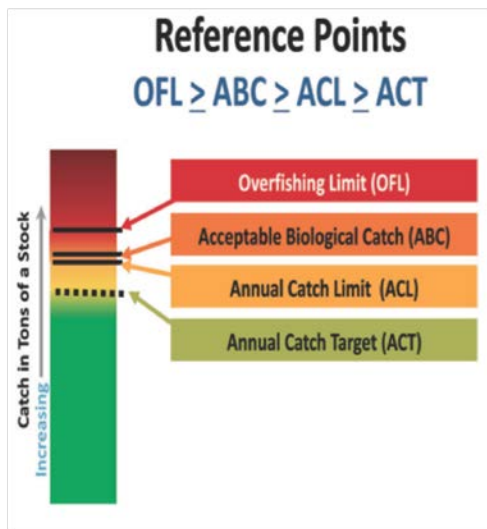 Reference Points
OFL ≥ ABC ≥ ACL ≥ ACT
Overfishing Limit (OFL)
Acceptable Biological Catch (ABC)
Annual Catch Limit (ACL)
Annual Catch Target (ACT)
Catch in Tons of a Stock
Increasing